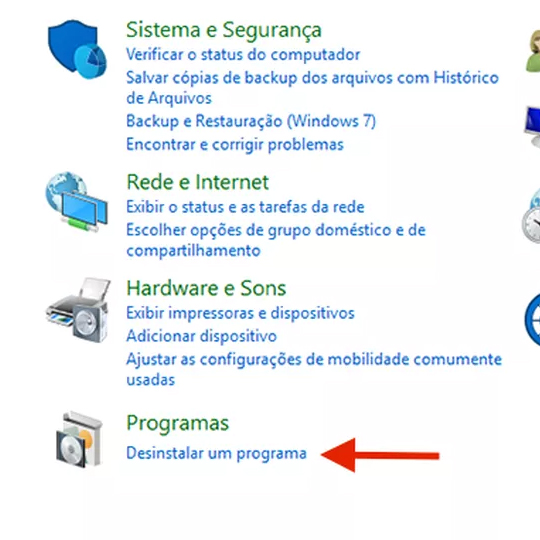 Sistema e Segurança
Verificar o status do computador
Salvar cópias de backup dos arquivos com Histórico
de Arquivos
Backup e Restauração (Windows 7)
Encontrar e corrigir problemas
Rede e Internet
Exibir o status e as tarefas da rede
Escolher opções de grupo doméstico e de
compartilhamento
Hardware e Sons
Exibir impressoras e dispositivos
Adicionar dispositivo
Ajustar as configurações de mobilidade comumente
usadas
Programas
Desinstalar um programa